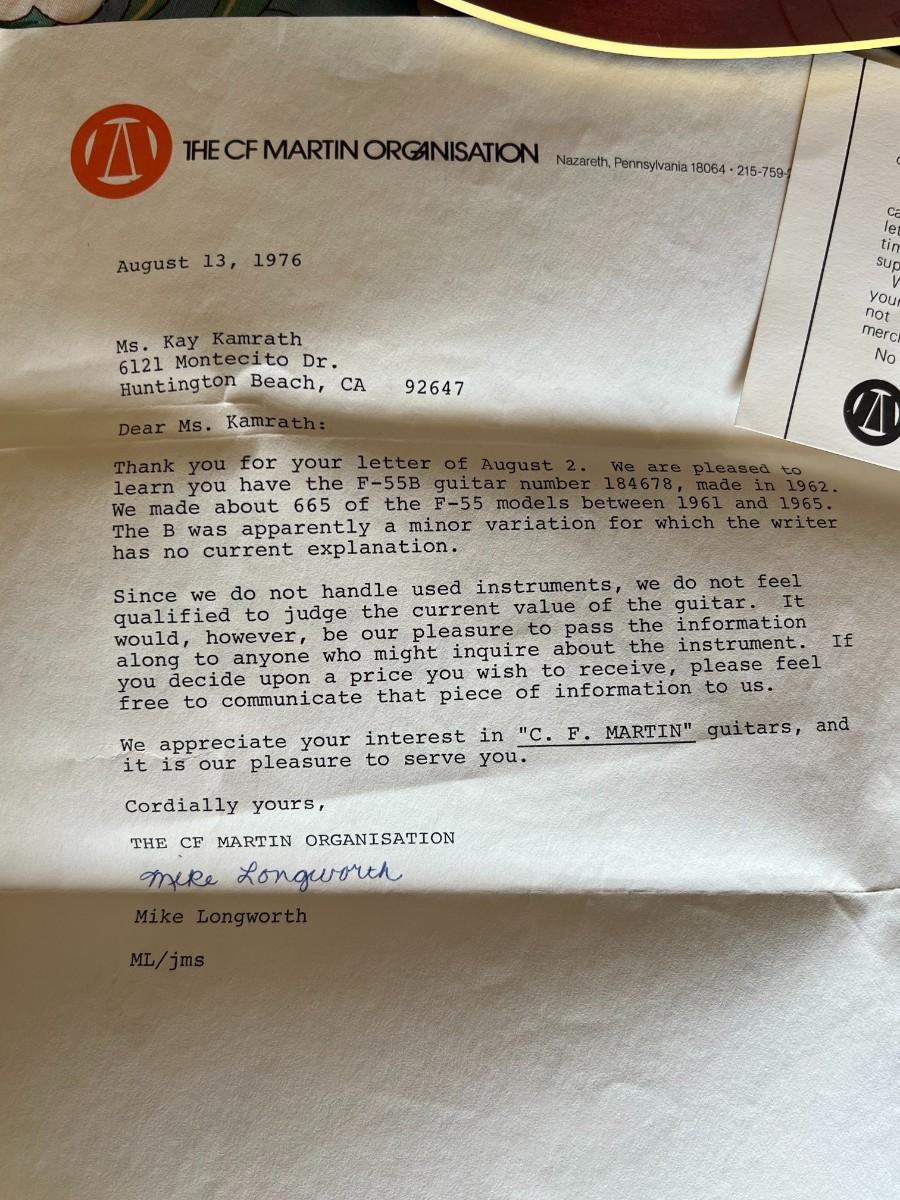 THE CF MARTIN ORGANISATION
Nazareth, Pennsylvania 18064 · 215-759-
August 13, 1976
Ms. Kay Kamrath
6121 Montecito Dr.
Huntington Beach, CA 92647
Dear Ms. Kamrath:
Thank you for your letter of August 2. We are pleased to
learn you have the F-55B guitar number 184678, made in 1962.
We made about 665 of the F-55 models between 1961 and 1965.
The B was apparently a minor variation for which the writer
has no current explanation.
Since we do not handle used instruments, we do not feel
qualified to judge the current value of the guitar. It
would, however, be our pleasure to pass the information
along to anyone who might inquire about the instrument. If
you decide upon a price you wish to receive, please feel
free to communicate that piece of information to us.
We appreciate your interest in "C. F. MARTIN" guitars, and
it is our pleasure to serve you.
Cordially yours,
THE CF MARTIN ORGANISATION
Mike Longworth
Mike Longworth
ML/jms
ca
let
tim
sup
your
not
merc
No